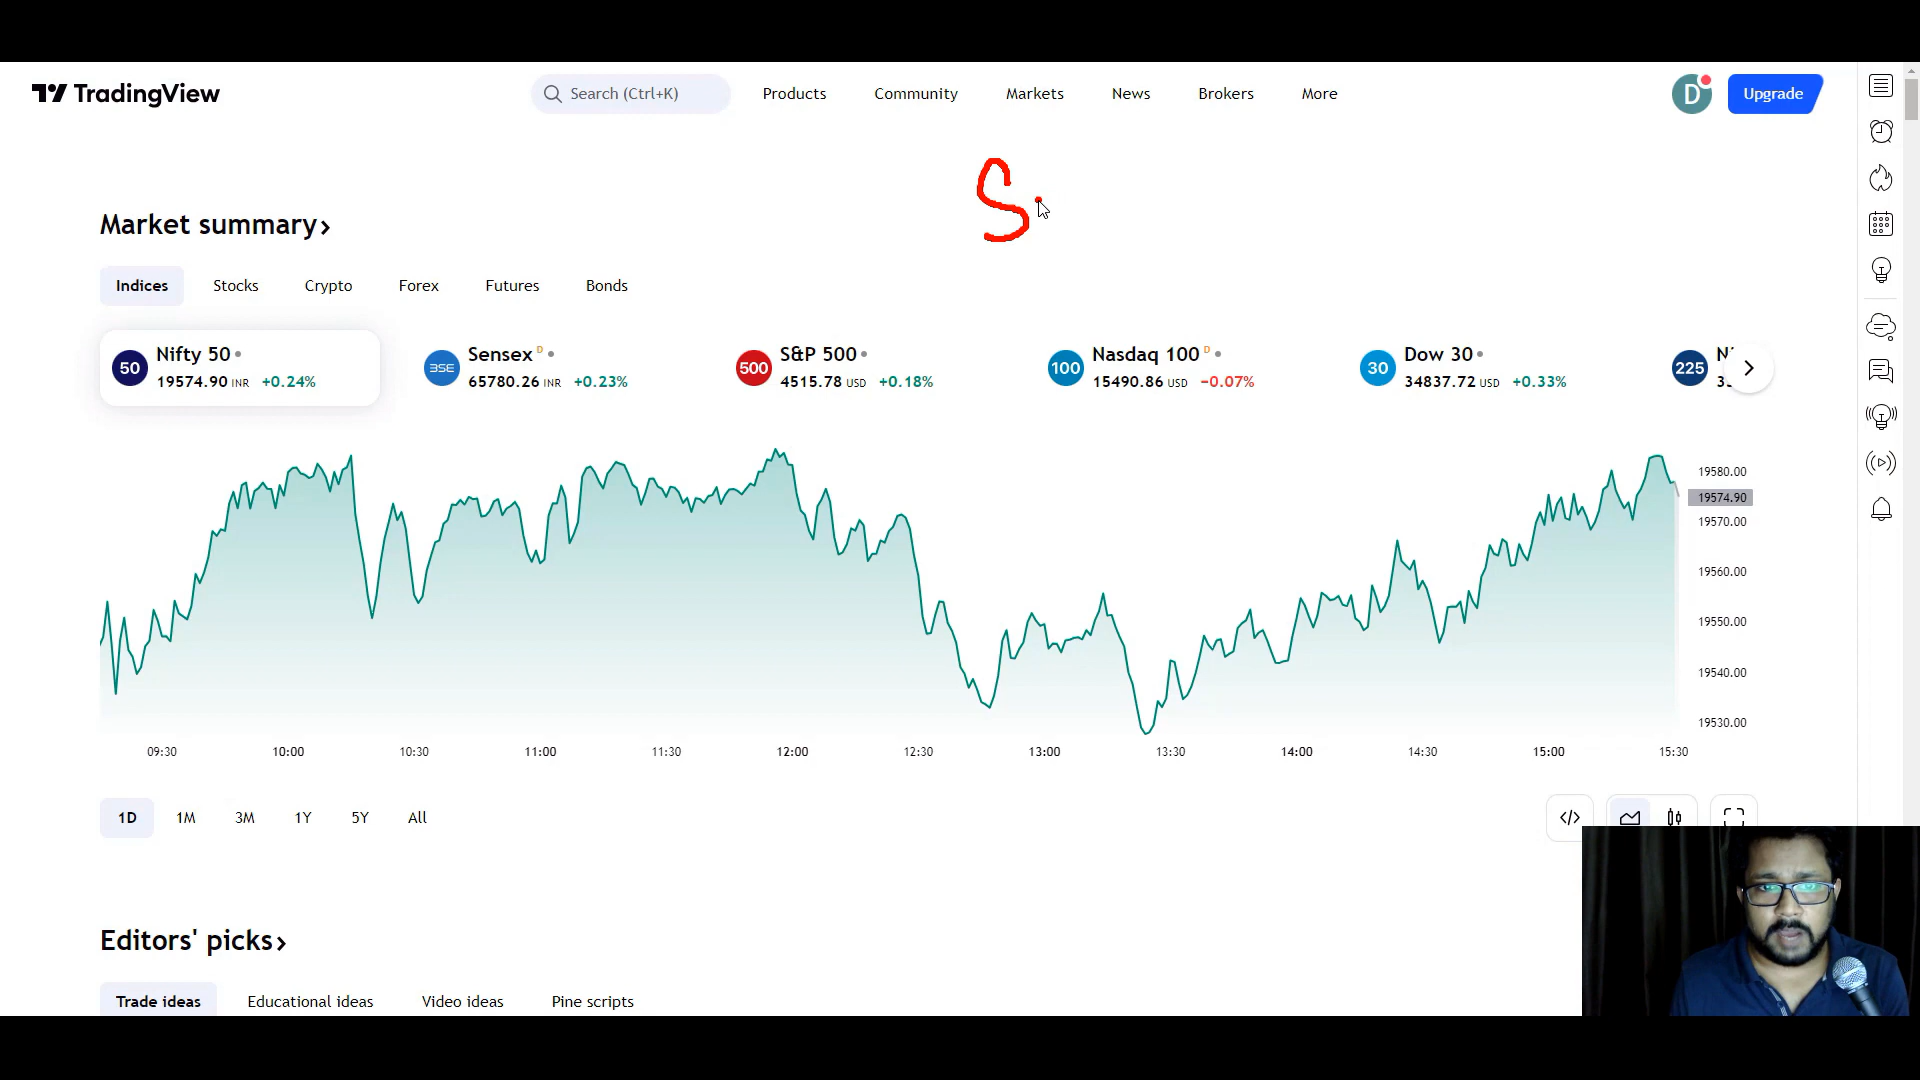 TradingView Search (Ctrl+K) Products Community Markets News Brokers More D Upgrade
S
Market summary
Indices Stocks Crypto Forex Futures Bonds
50 Nifty 50 BSE Sensex D 500 S&P 500 100 Nasdaq 100 D 30 Dow 30 225
19574.90 INR +0.24% 65780.26 INR +0.23% 4515.78 USD +0.18% 15490.86 USD −0.07% 34837.72 USD +0.33%
19580.00
19574.90
19570.00
19560.00
19550.00
19540.00
19530.00
09:30 10:00 10:30 11:00 11:30 12:00 12:30 13:00 13:30 14:00 14:30 15:00 15:30
1D 1M 3M 1Y 5Y All
Editors' picks
Trade ideas Educational ideas Video ideas Pine scripts